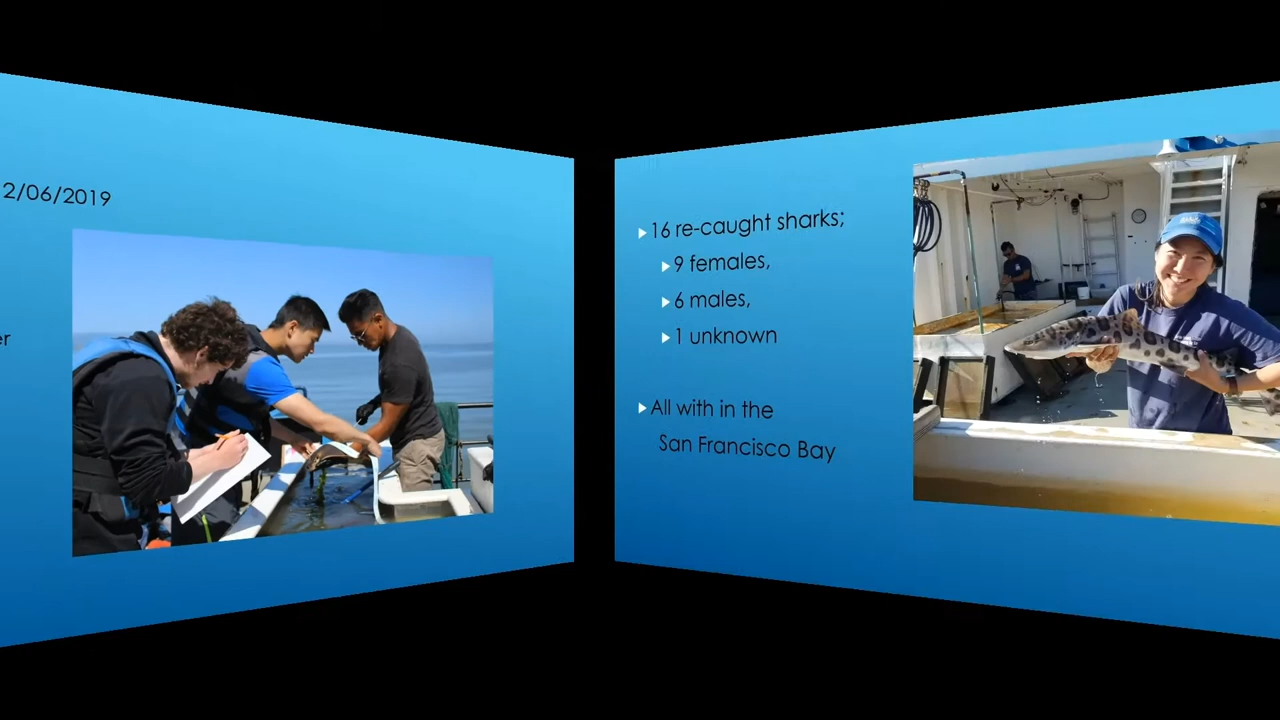 2/06/2019
er
16 re-caught sharks;
9 females,
6 males,
1 unknown
All with in the
San Francisco Bay